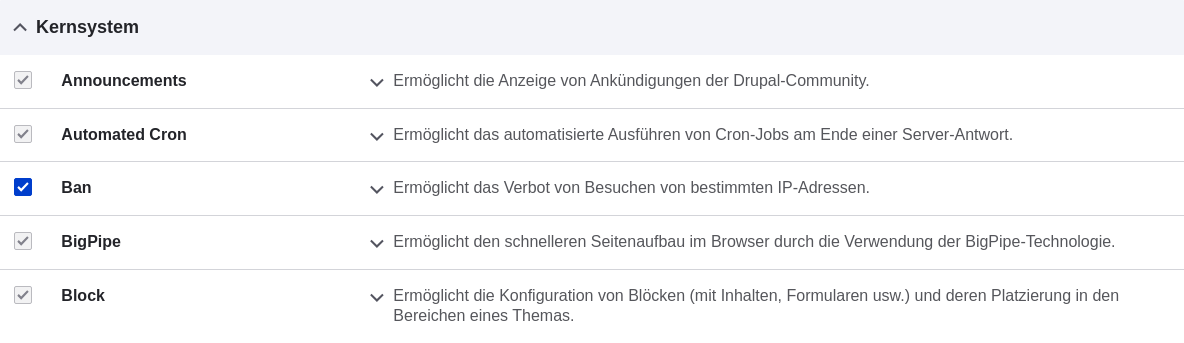 Kernsystem
Announcements
Ermöglicht die Anzeige von Ankündigungen der Drupal-Community.
Automated Cron
Ermöglicht das automatisierte Ausführen von Cron-Jobs am Ende einer Server-Antwort.
Ban
Ermöglicht das Verbot von Besuchen von bestimmten IP-Adressen.
BigPipe
Ermöglicht den schnelleren Seitenaufbau im Browser durch die Verwendung der BigPipe-Technologie.
Block
Ermöglicht die Konfiguration von Blöcken (mit Inhalten, Formularen usw.) und deren Platzierung in den
Bereichen eines Themas.